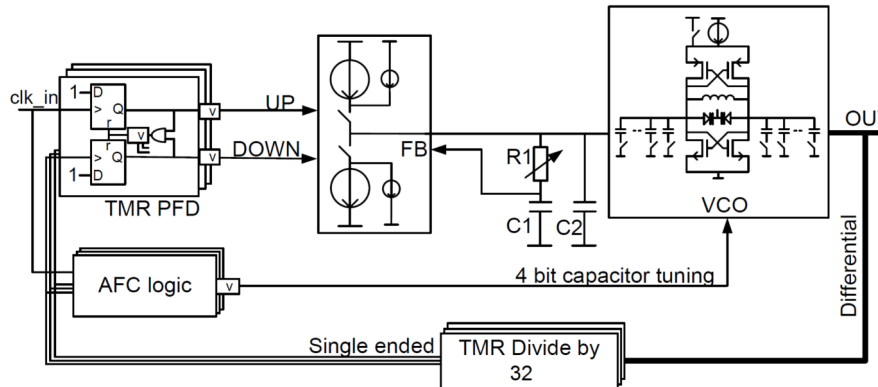 clk_in
1
D
>
Q
r
v
r
>
Q
1
D
TMR PFD
v
v
UP
DOWN
FB
R1
C1
C2
VCO
OUT
Differential
AFC logic
v
4 bit capacitor tuning
Single ended
TMR Divide by
32